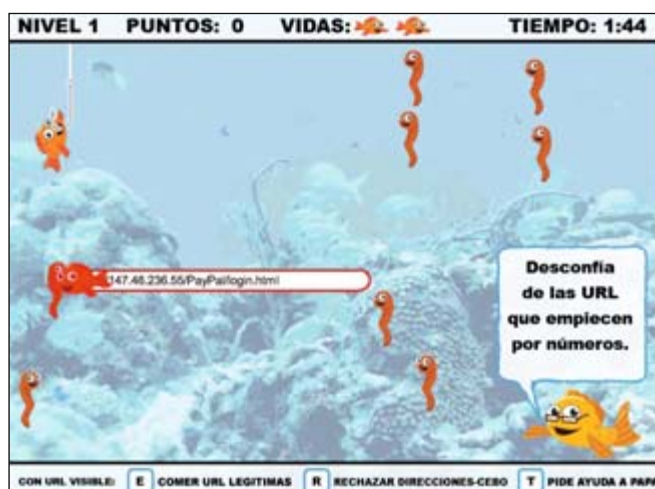 NIVEL 1 PUNTOS: 0 VIDAS: TIEMPO: 1:44
147.46.236.55/PayPal/login.html
Desconfía
de las URL
que empiecen
por números.
CON URL VISIBLE: E COMER URL LEGITIMAS R RECHAZAR DIRECCIONES-CEBO T PIDE AYUDA A PAPA